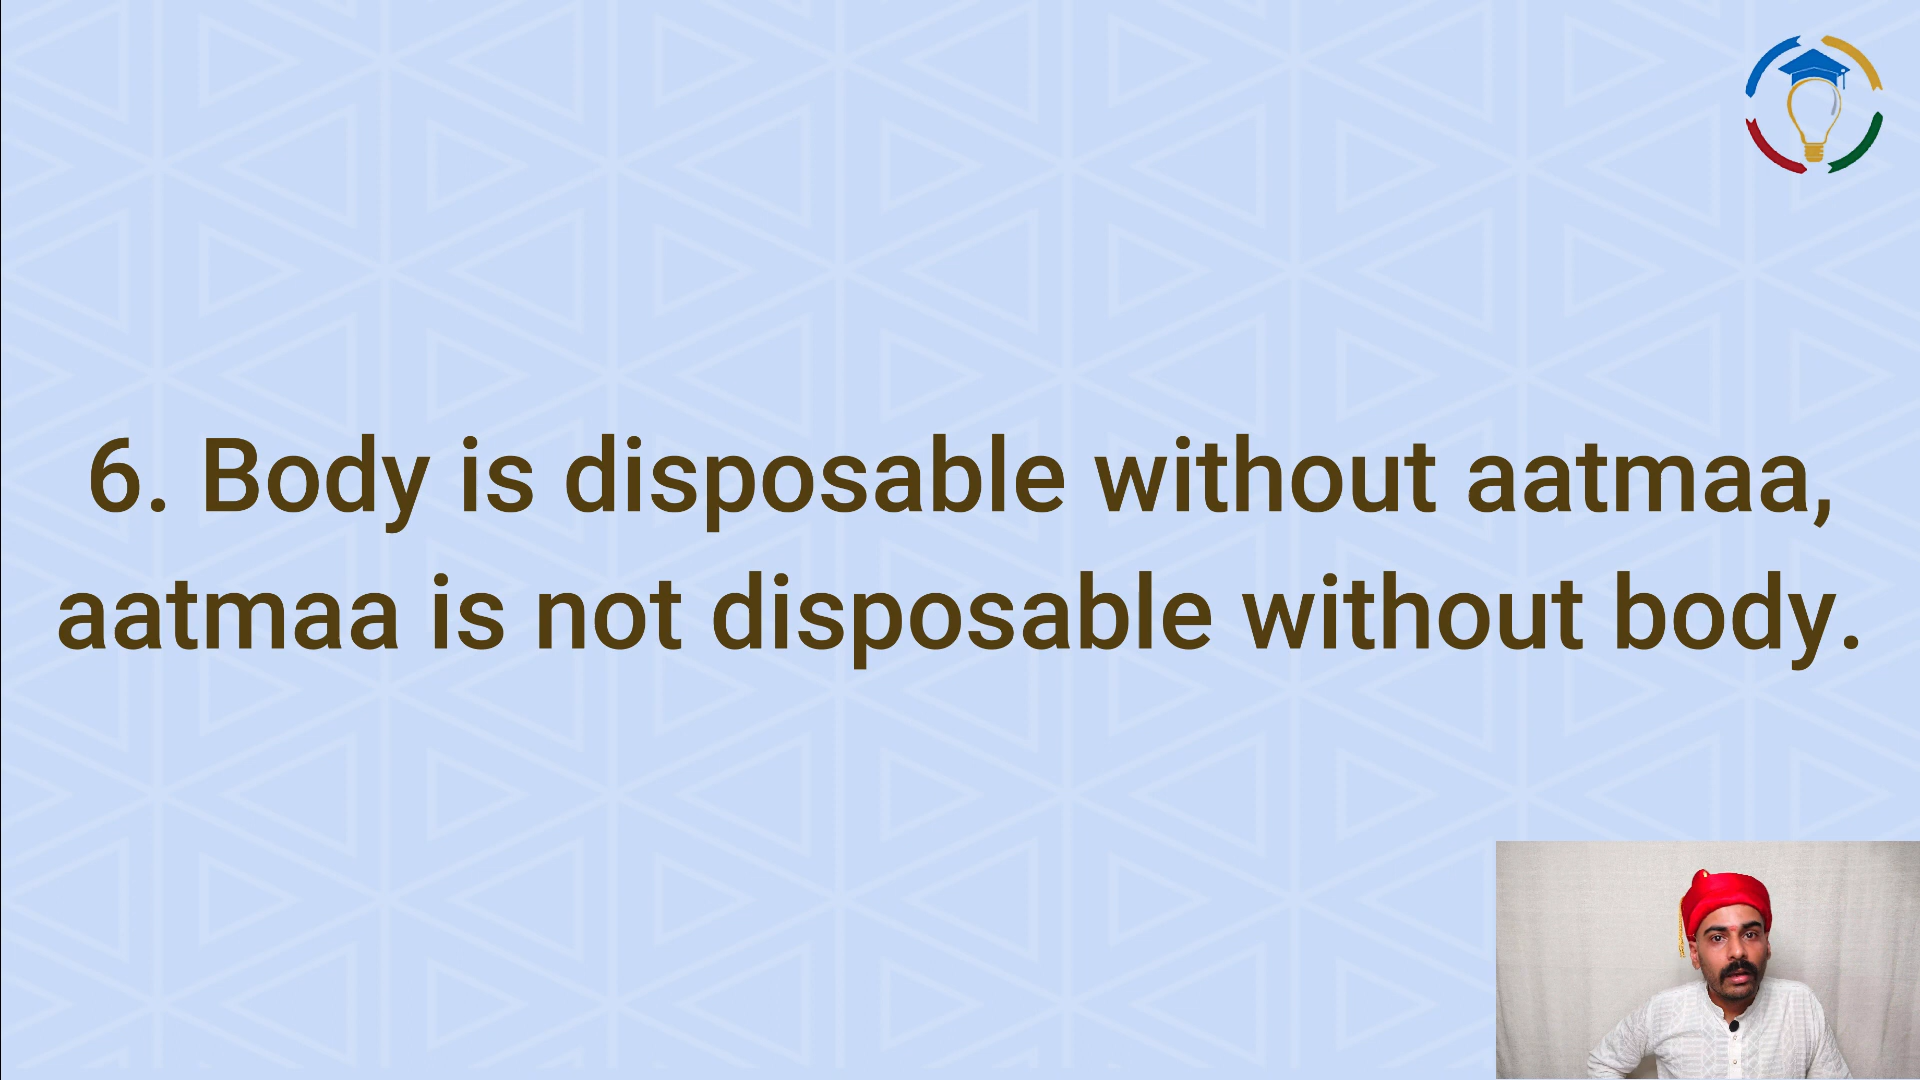 6. Body is disposable without aatmaa,
aatmaa is not disposable without body.